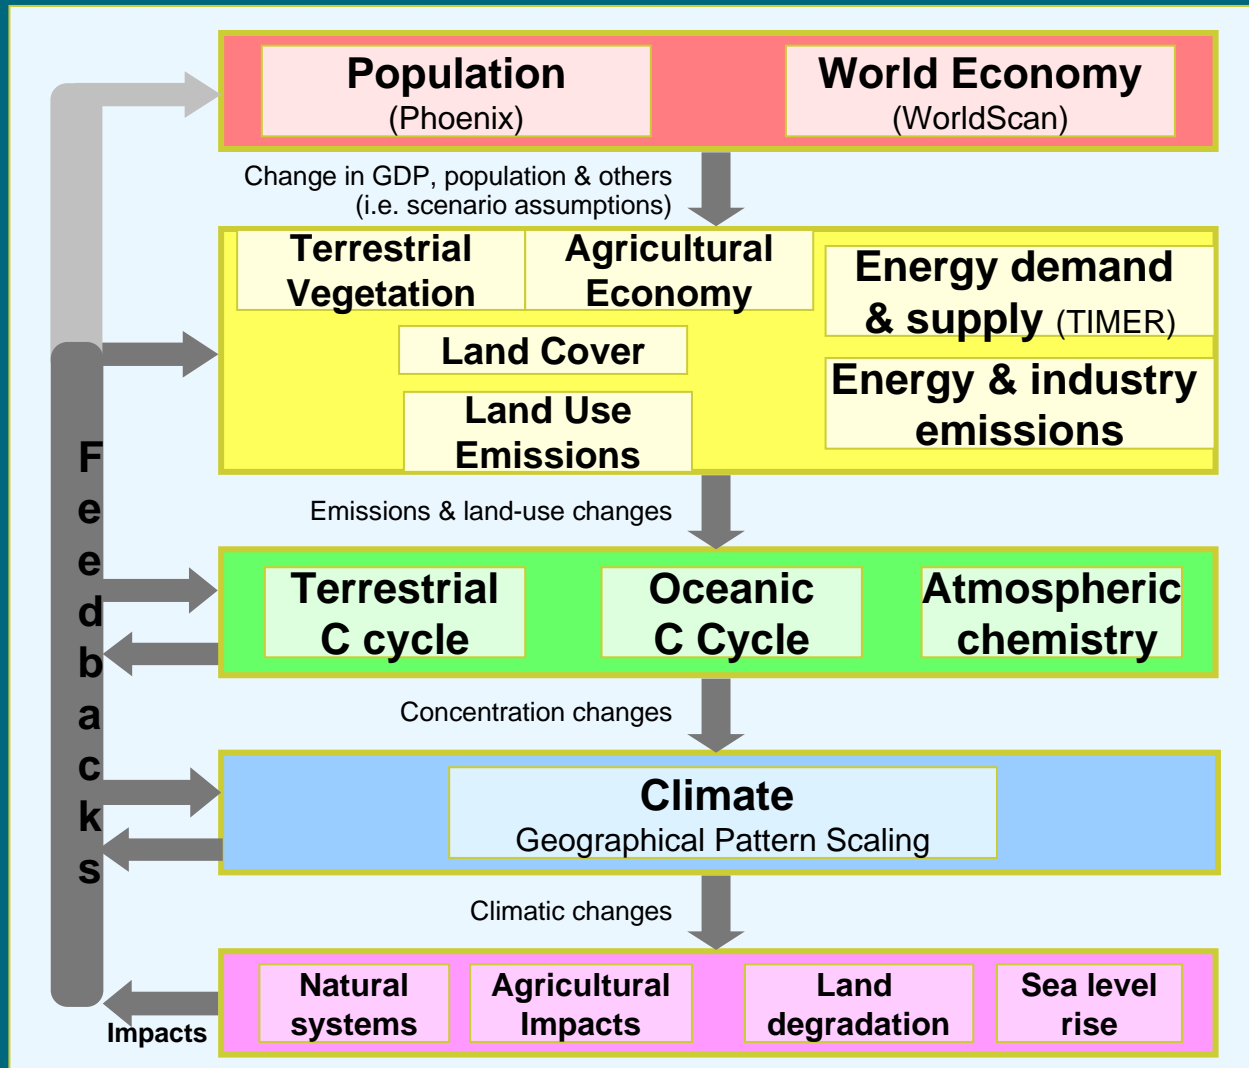 Population
(Phoenix)
World Economy
(WorldScan)
Change in GDP, population & others
(i.e. scenario assumptions)
Terrestrial
Vegetation
Agricultural
Economy
Energy demand
& supply (TIMER)
Land Cover
Energy & industry
emissions
Land Use
Emissions
Feedbacks
Emissions & land-use changes
Terrestrial
C cycle
Oceanic
C Cycle
Atmospheric
chemistry
Concentration changes
Climate
Geographical Pattern Scaling
Climatic changes
Natural
systems
Agricultural
Impacts
Land
degradation
Sea level
rise
Impacts